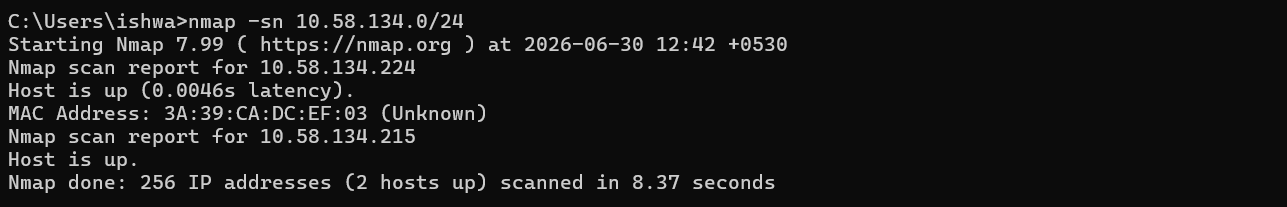 C:\Users\ishwa>nmap -sn 10.58.134.0/24
Starting Nmap 7.99 ( https://nmap.org ) at 2026-06-30 12:42 +0530
Nmap scan report for 10.58.134.224
Host is up (0.0046s latency).
MAC Address: 3A:39:CA:DC:EF:03 (Unknown)
Nmap scan report for 10.58.134.215
Host is up.
Nmap done: 256 IP addresses (2 hosts up) scanned in 8.37 seconds